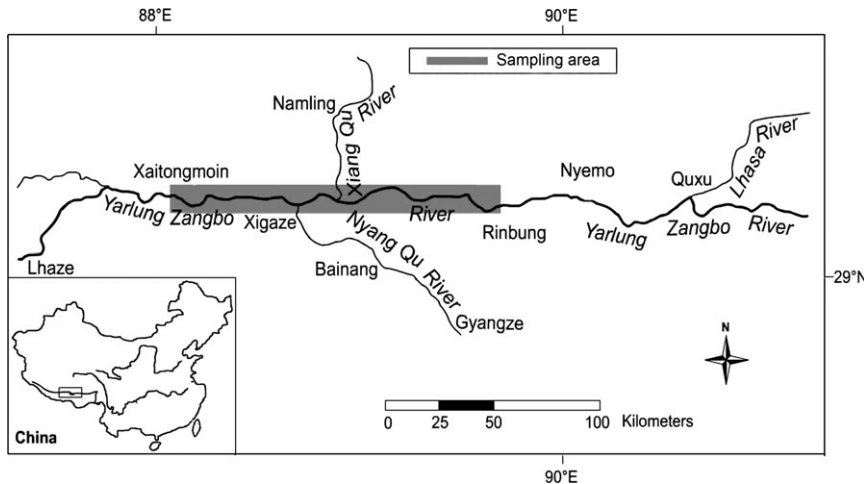 88°E
90°E
Sampling area
Namling
Xiang Qu River
Lhasa River
Xaitongmoin
Nyemo
Quxu
Yarlung Zangbo River
Xigaze
Nyang Qu River
Rinbung
Yarlung Zangbo River
Lhaze
Bainang
29°N
Gyangze
N
China
0 25 50 100 Kilometers
90°E